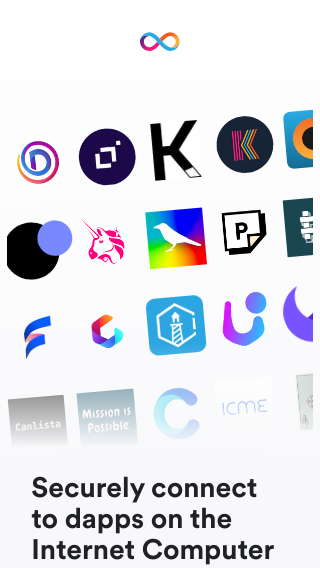 D
K
K
P
Canlista
Mission is
Possible
ICME
Securely connect
to dapps on the
Internet Computer